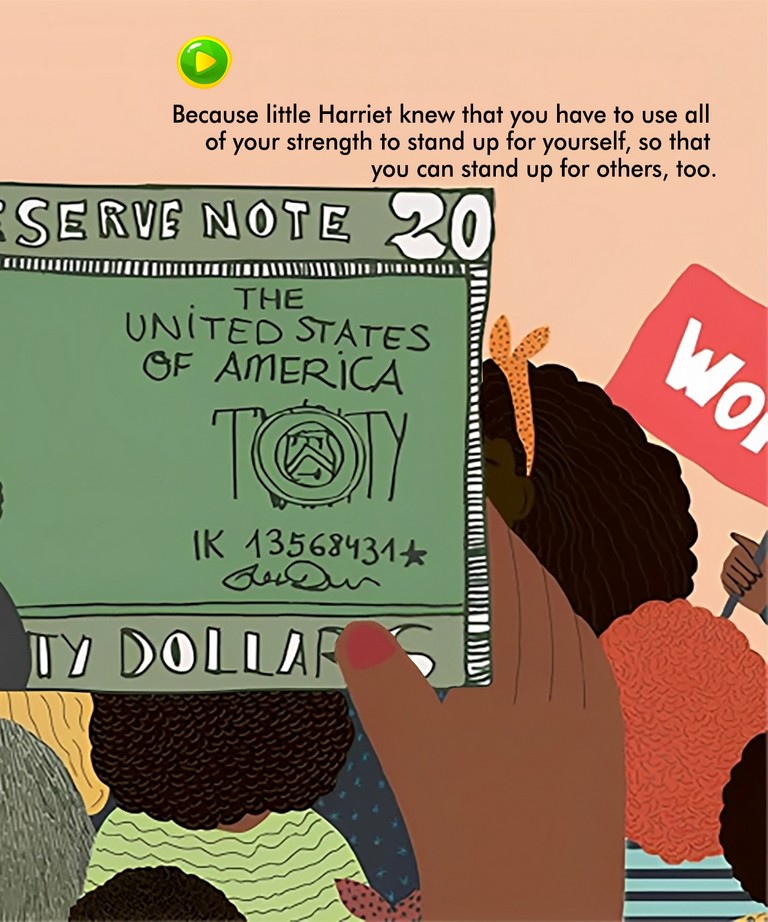 Because little Harriet knew that you have to use all
of your strength to stand up for yourself, so that
you can stand up for others, too.
SERVE NOTE 20
THE
UNITED STATES
OF AMERICA
IK 13568431★
TY DOLLARS
WO